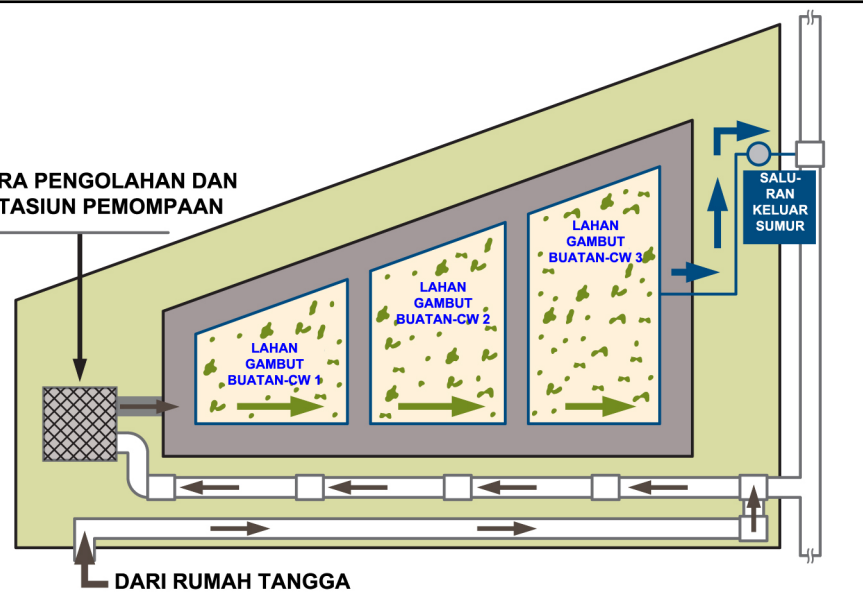 RA PENGOLAHAN DAN
TASIUN PEMOMPAAN
LAHAN
GAMBUT
BUATAN-CW 1
LAHAN
GAMBUT
BUATAN-CW 2
LAHAN
GAMBUT
BUATAN-CW 3
SALU-
RAN
KELUAR
SUMUR
DARI RUMAH TANGGA